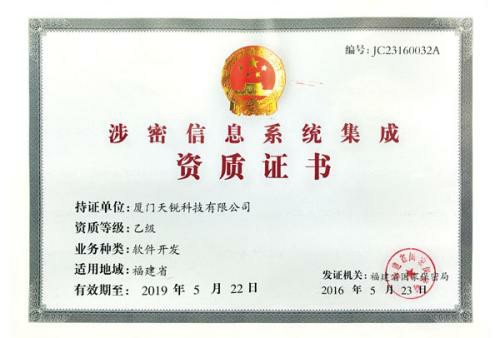 编号: JC23160032A
涉密信息系统集成
资质证书
持证单位: 厦门天锐科技有限公司
资质等级: 乙级
业务种类: 软件开发
适用地域: 福建省
有效期至: 2019 年 5 月 22日
发证机关: 福建省国家保密局
2016 年 5 月 23日